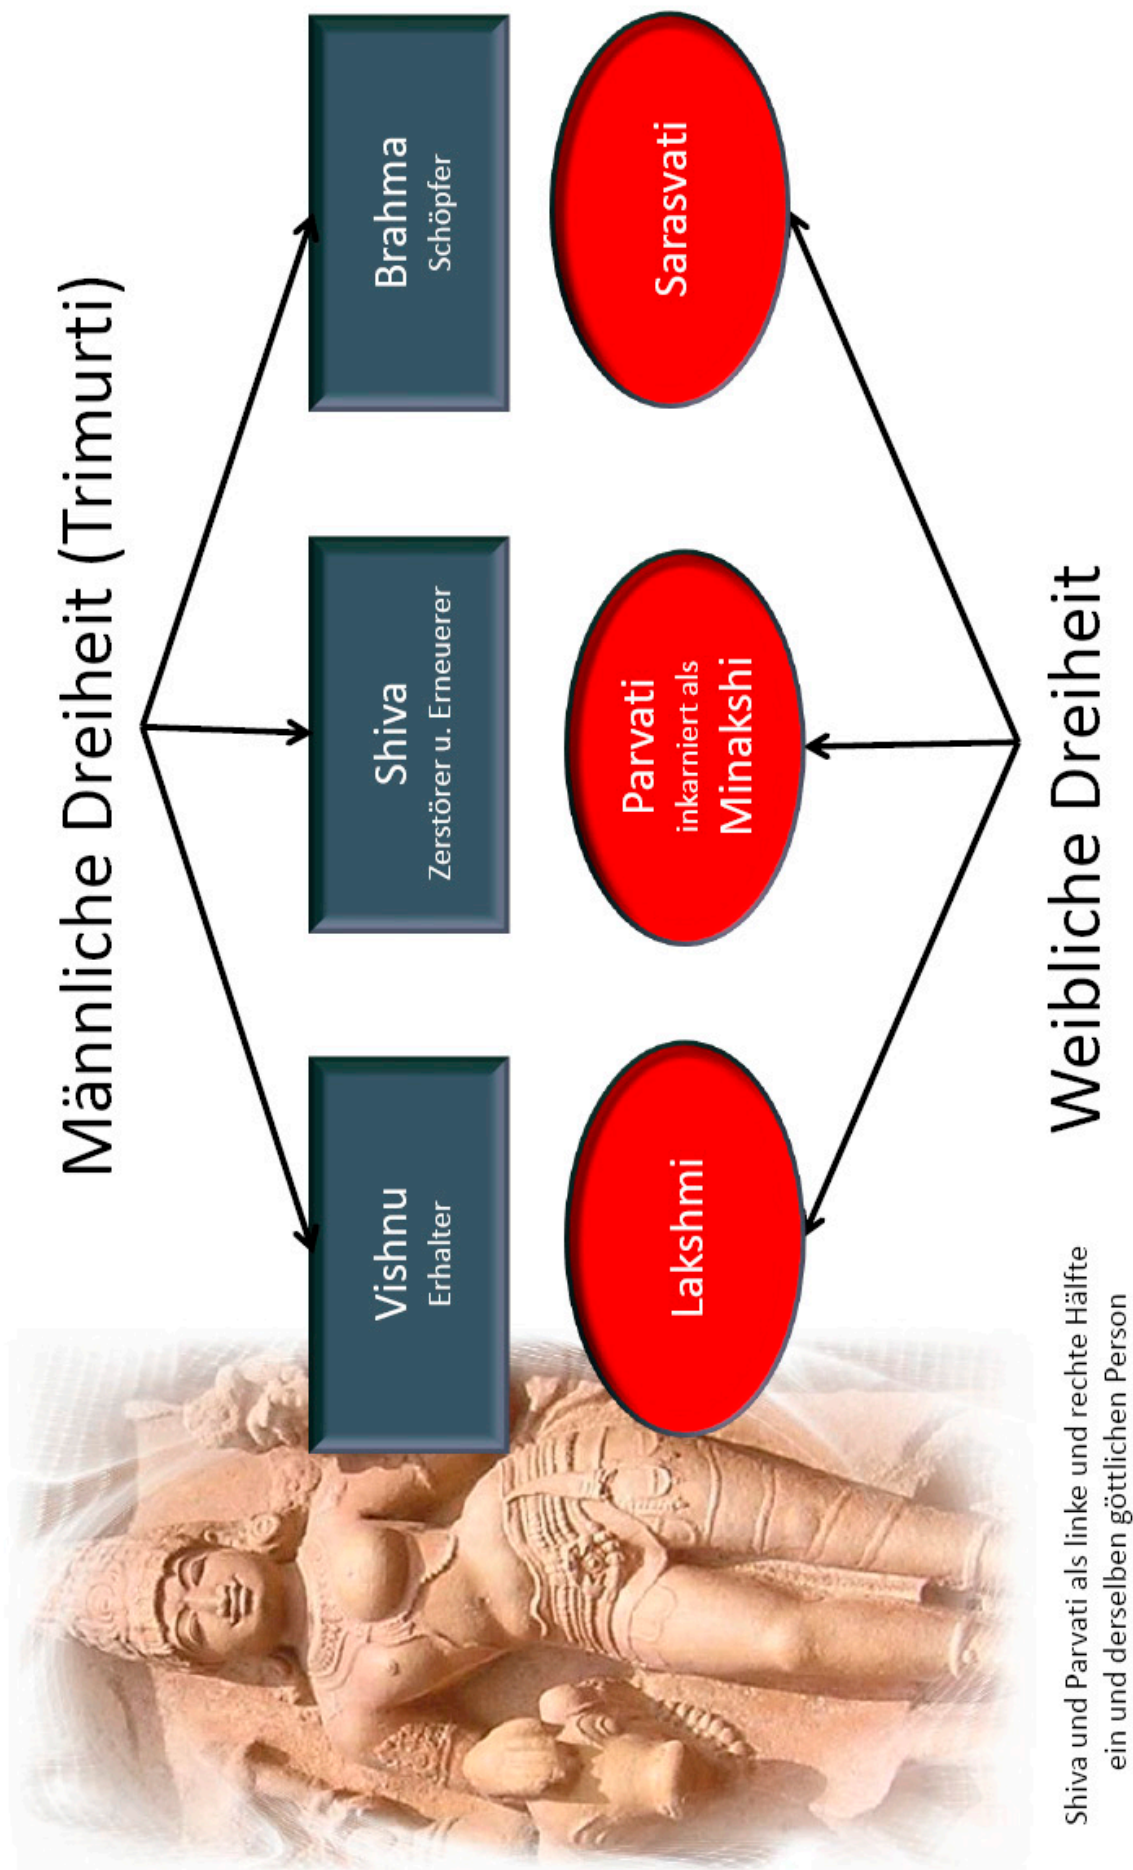 Männliche Dreiheit (Trimurti)
Vishnu
Erhalter
Shiva
Zerstörer u. Erneuerer
Brahma
Schöpfer
Lakshmi
Parvati
inkarniert als
Minakshi
Sarasvati
Weibliche Dreiheit
Shiva und Parvati als linke und rechte Hälfte
ein und derselben göttlichen Person